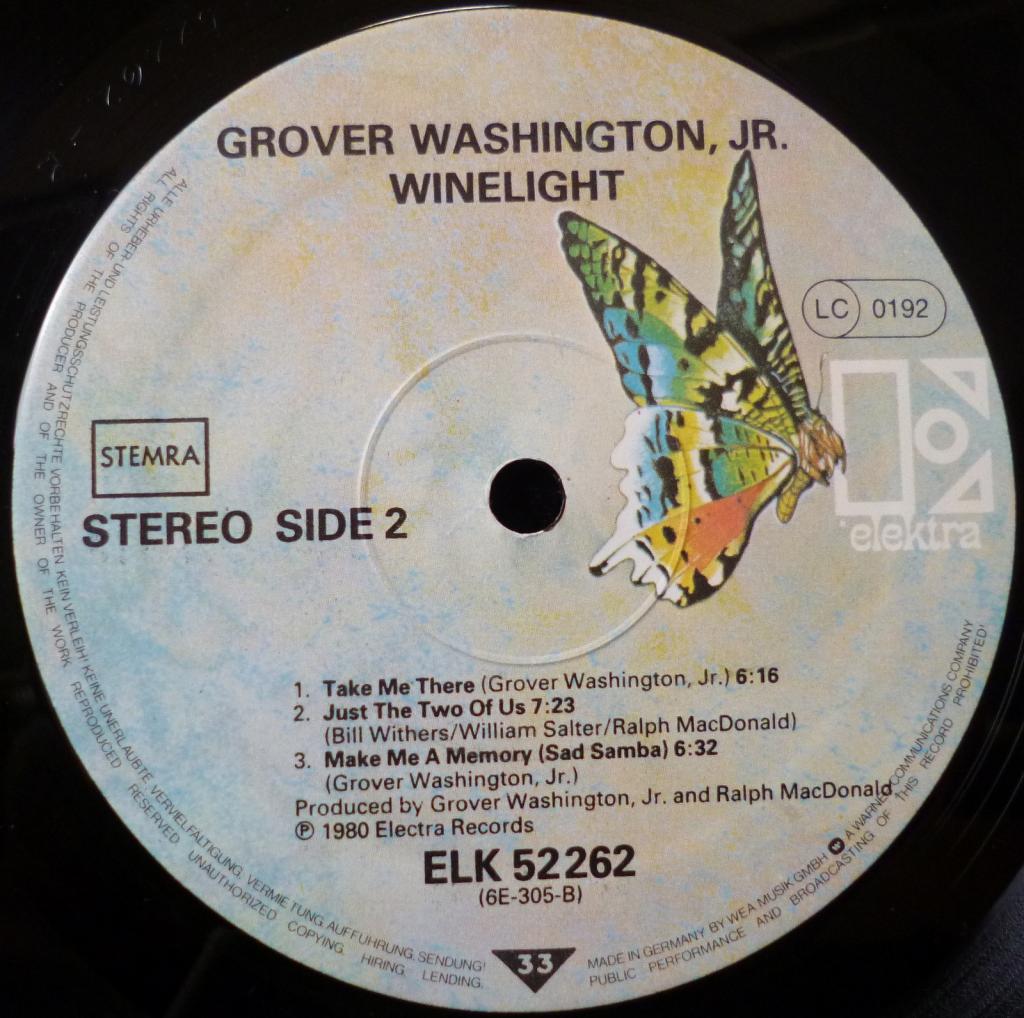 GROVER WASHINGTON, JR.
WINELIGHT
LC 0192
elektra
STEMRA
STEREO SIDE 2
1. Take Me There (Grover Washington, Jr.) 6:16
2. Just The Two Of Us 7:23
(Bill Withers/William Salter/Ralph MacDonald)
3. Make Me A Memory (Sad Samba) 6:32
(Grover Washington, Jr.)
Produced by Grover Washington, Jr. and Ralph MacDonald
℗ 1980 Electra Records
ELK 52262
(6E-305-B)
33
ALLE URHEBER- UND LEISTUNGSSCHUTZRECHTE VORBEHALTEN. KEIN VERLEIH! KEINE UNERLAUBTE VERVIELFALTIGUNG, VERMIETUNG, AUFFUHRUNG, SENDUNG!
ALL RIGHTS OF THE PRODUCER AND OF THE OWNER OF THE WORK REPRODUCED RESERVED. UNAUTHORIZED COPYING, HIRING, LENDING,
MADE IN GERMANY BY WEA MUSIK GMBH A WARNER COMMUNICATIONS COMPANY
PUBLIC PERFORMANCE AND BROADCASTING OF THIS RECORD PROHIBITED!